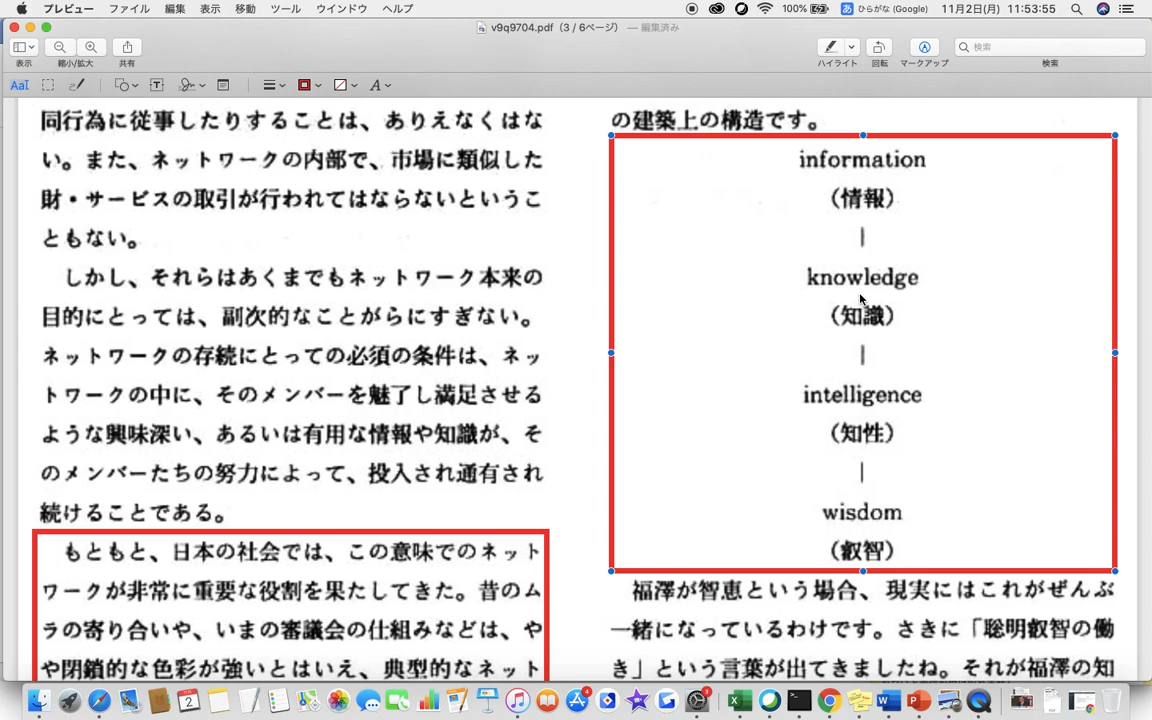 プレビュー ファイル 編集 表示 移動 ツール ウインドウ ヘルプ 100% あ ひらがな (Google) 11月2日(月) 11:53:55
v9q9704.pdf（3 / 6ページ） — 編集済み
検索
表示 縮小/拡大 共有 ハイライト 回転 マークアップ 検索
AaI T A
同行為に従事したりすることは、ありえなくはな
い。また、ネットワークの内部で、市場に類似した
財・サービスの取引が行われてはならないというこ
ともない。
しかし、それらはあくまでもネットワーク本来の
目的にとっては、副次的なことがらにすぎない。
ネットワークの存続にとっての必須の条件は、ネッ
トワークの中に、そのメンバーを魅了し満足させる
ような興味深い、あるいは有用な情報や知識が、そ
のメンバーたちの努力によって、投入され通有され
続けることである。
もともと、日本の社会では、この意味でのネット
ワークが非常に重要な役割を果たしてきた。昔のム
ラの寄り合いや、いまの審議会の仕組みなどは、や
や閉鎖的な色彩が強いとはいえ、典型的なネット
の建築上の構造です。
information
（情報）
|
knowledge
（知識）
|
intelligence
（知性）
|
wisdom
（叡智）
福澤が智恵という場合、現実にはこれがぜんぶ
一緒になっているわけです。さきに「聡明叡智の働
き」という言葉が出てきましたね。それが福澤の知